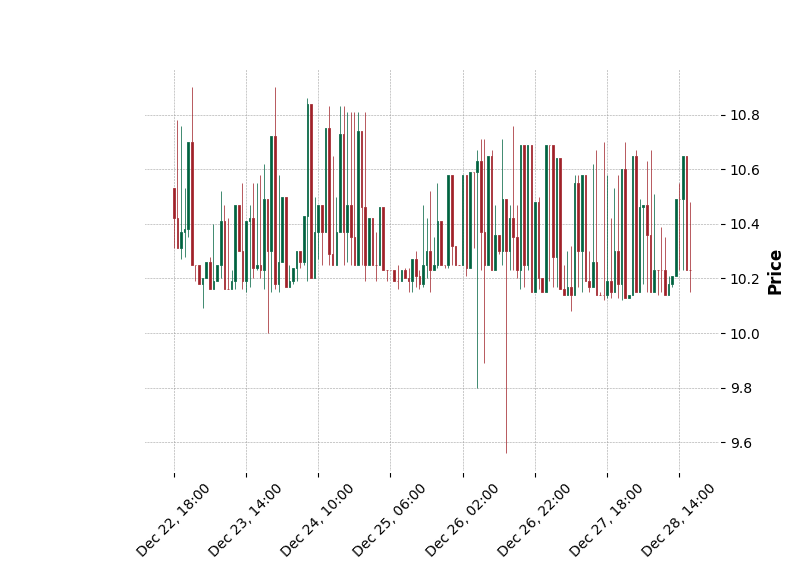 10.8
10.6
10.4
10.2
10.0
9.8
9.6
Price
Dec 22, 18:00
Dec 23, 14:00
Dec 24, 10:00
Dec 25, 06:00
Dec 26, 02:00
Dec 26, 22:00
Dec 27, 18:00
Dec 28, 14:00